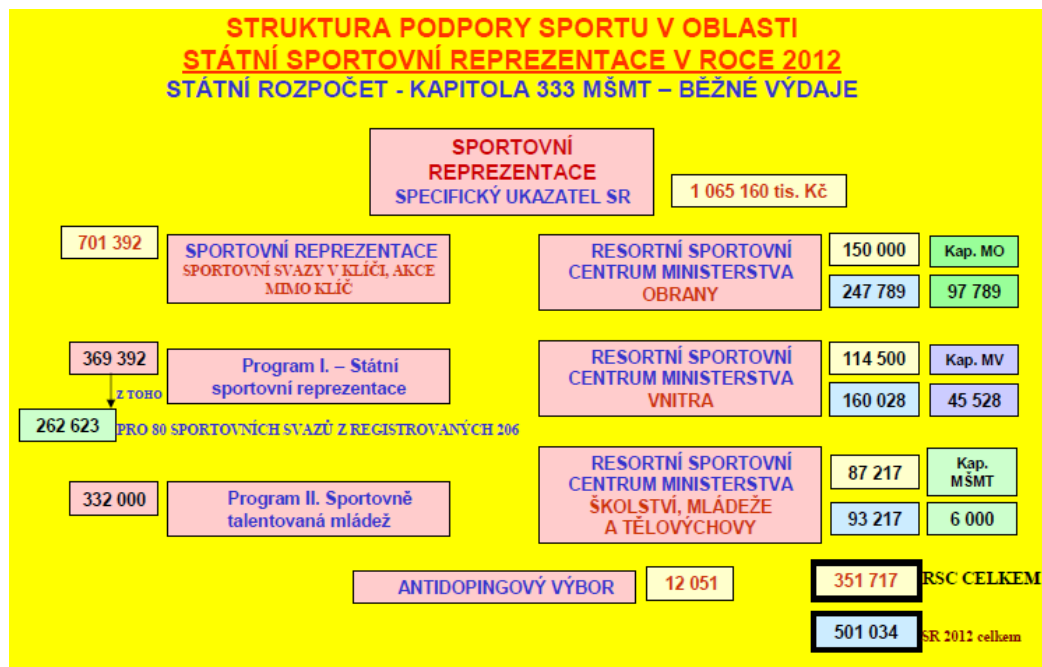 STRUKTURA PODPORY SPORTU V OBLASTI
STÁTNÍ SPORTOVNÍ REPREZENTACE V ROCE 2012
STÁTNÍ ROZPOČET - KAPITOLA 333 MŠMT – BĚŽNÉ VÝDAJE
SPORTOVNÍ
REPREZENTACE
SPECIFICKÝ UKAZATEL SR
1 065 160 tis. Kč
701 392
SPORTOVNÍ REPREZENTACE
SPORTOVNÍ SVAZY V KLÍČI, AKCE
MIMO KLÍČ
RESORTNÍ SPORTOVNÍ
CENTRUM MINISTERSTVA
OBRANY
150 000
Kap. MO
247 789
97 789
369 392
Program I. – Státní
sportovní reprezentace
Z TOHO
262 623
PRO 80 SPORTOVNÍCH SVAZŮ Z REGISTROVANÝCH 206
RESORTNÍ SPORTOVNÍ
CENTRUM MINISTERSTVA
VNITRA
114 500
Kap. MV
160 028
45 528
332 000
Program II. Sportovně
talentovaná mládež
RESORTNÍ SPORTOVNÍ
CENTRUM MINISTERSTVA
ŠKOLSTVÍ, MLÁDEŽE
A TĚLOVÝCHOVY
87 217
Kap.
MŠMT
93 217
6 000
ANTIDOPINGOVÝ VÝBOR
12 051
351 717
RSC CELKEM
501 034
SR 2012 celkem